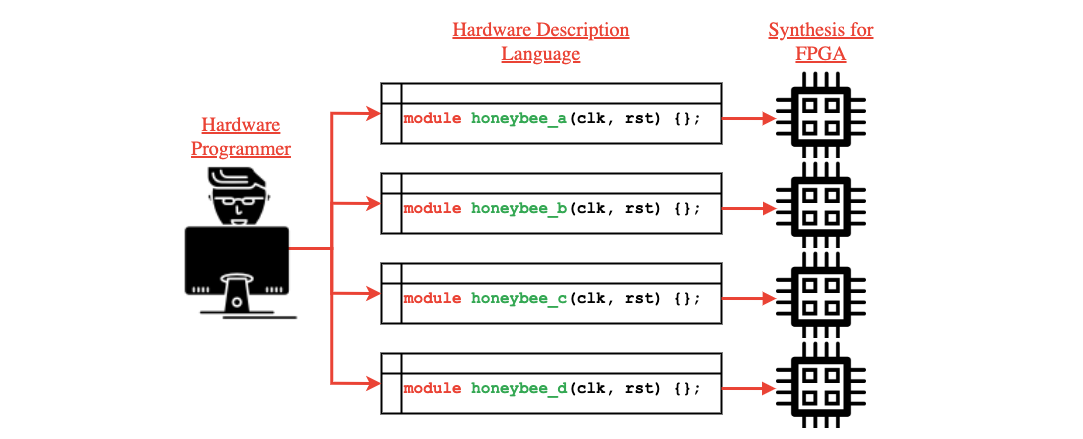 Hardware Description
Language
Synthesis for
FPGA
Hardware
Programmer
module honeybee_a(clk, rst) {};
module honeybee_b(clk, rst) {};
module honeybee_c(clk, rst) {};
module honeybee_d(clk, rst) {};